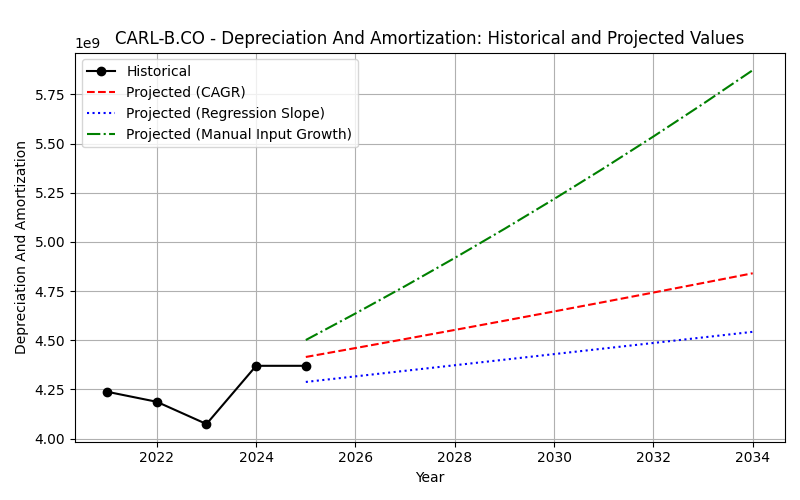 CARL-B.CO - Depreciation And Amortization: Historical and Projected Values
1e9
Historical
Projected (CAGR)
Projected (Regression Slope)
Projected (Manual Input Growth)
5.75
5.50
5.25
5.00
4.75
4.50
4.25
4.00
Depreciation And Amortization
2022 2024 2026 2028 2030 2032 2034
Year